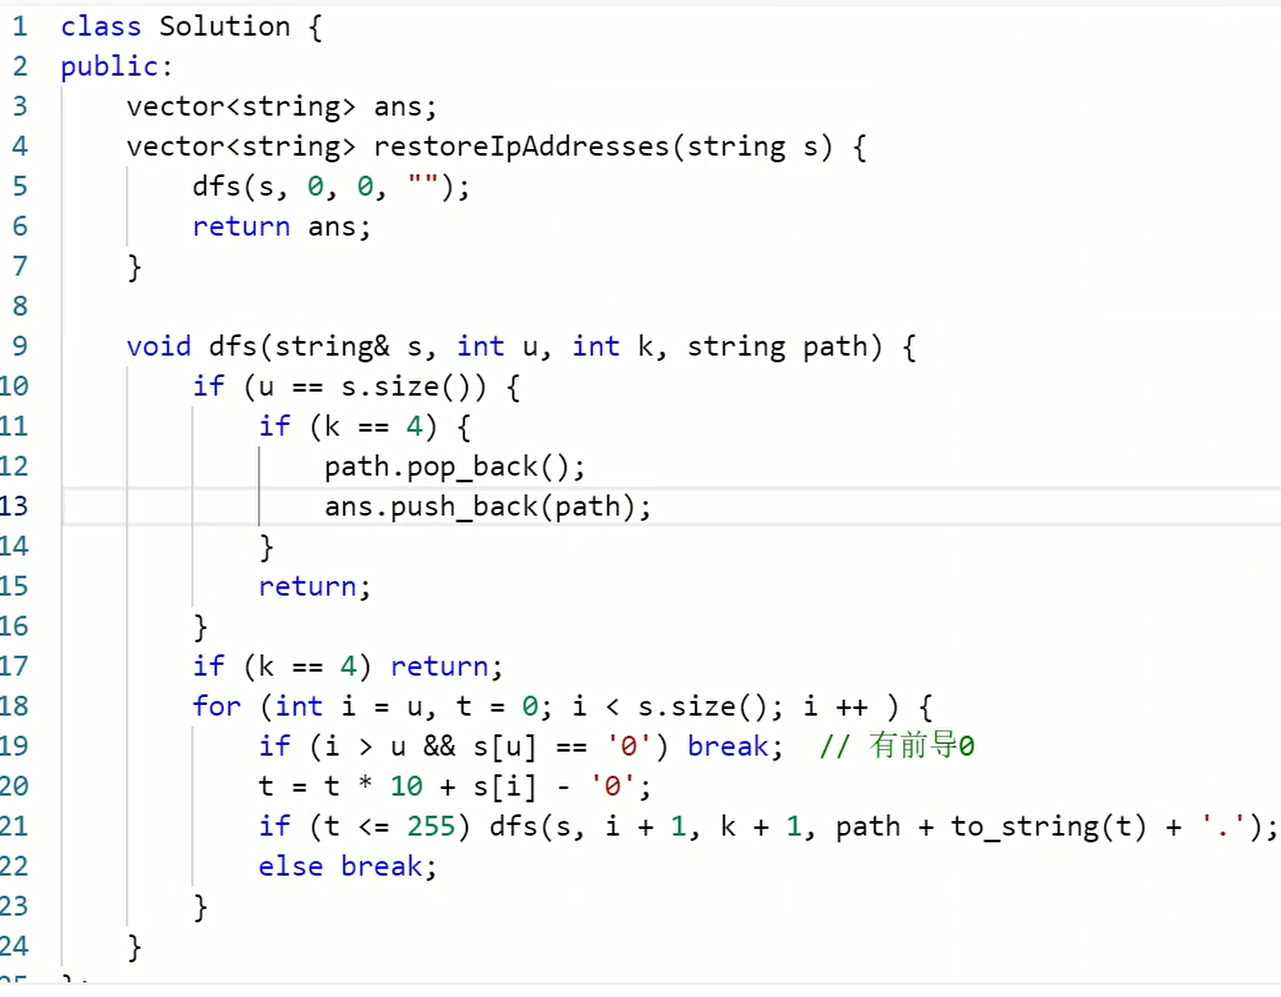 1 class Solution {
2 public:
3 vector<string> ans;
4 vector<string> restoreIpAddresses(string s) {
5 dfs(s, 0, 0, "");
6 return ans;
7 }
8
9 void dfs(string& s, int u, int k, string path) {
10 if (u == s.size()) {
11 if (k == 4) {
12 path.pop_back();
13 ans.push_back(path);
14 }
15 return;
16 }
17 if (k == 4) return;
18 for (int i = u, t = 0; i < s.size(); i ++ ) {
19 if (i > u && s[u] == '0') break;  // 有前导0
20 t = t * 10 + s[i] - '0';
21 if (t <= 255) dfs(s, i + 1, k + 1, path + to_string(t) + '.');
22 else break;
23 }
24 }